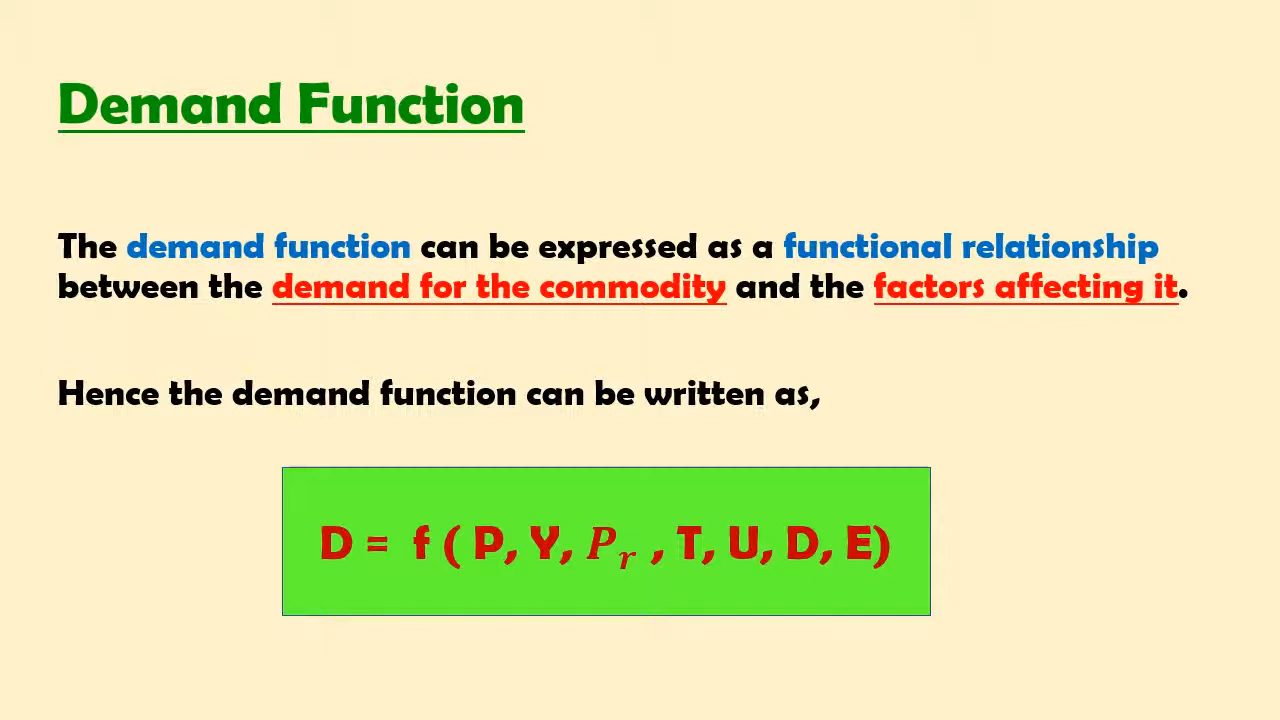 Demand Function
The demand function can be expressed as a functional relationship
between the demand for the commodity and the factors affecting it.
Hence the demand function can be written as,
D = f ( P, Y, Pᵣ , T, U, D, E)